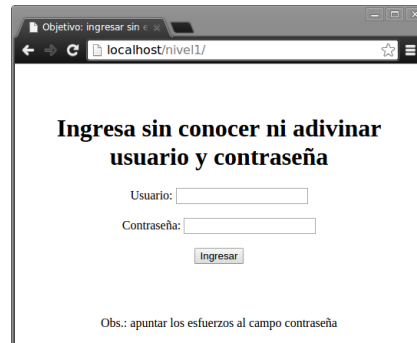 Objetivo: ingresar sin e
localhost/nivel1/
Ingresa sin conocer ni adivinar
usuario y contraseña
Usuario:
Contraseña:
Ingresar
Obs.: apuntar los esfuerzos al campo contraseña